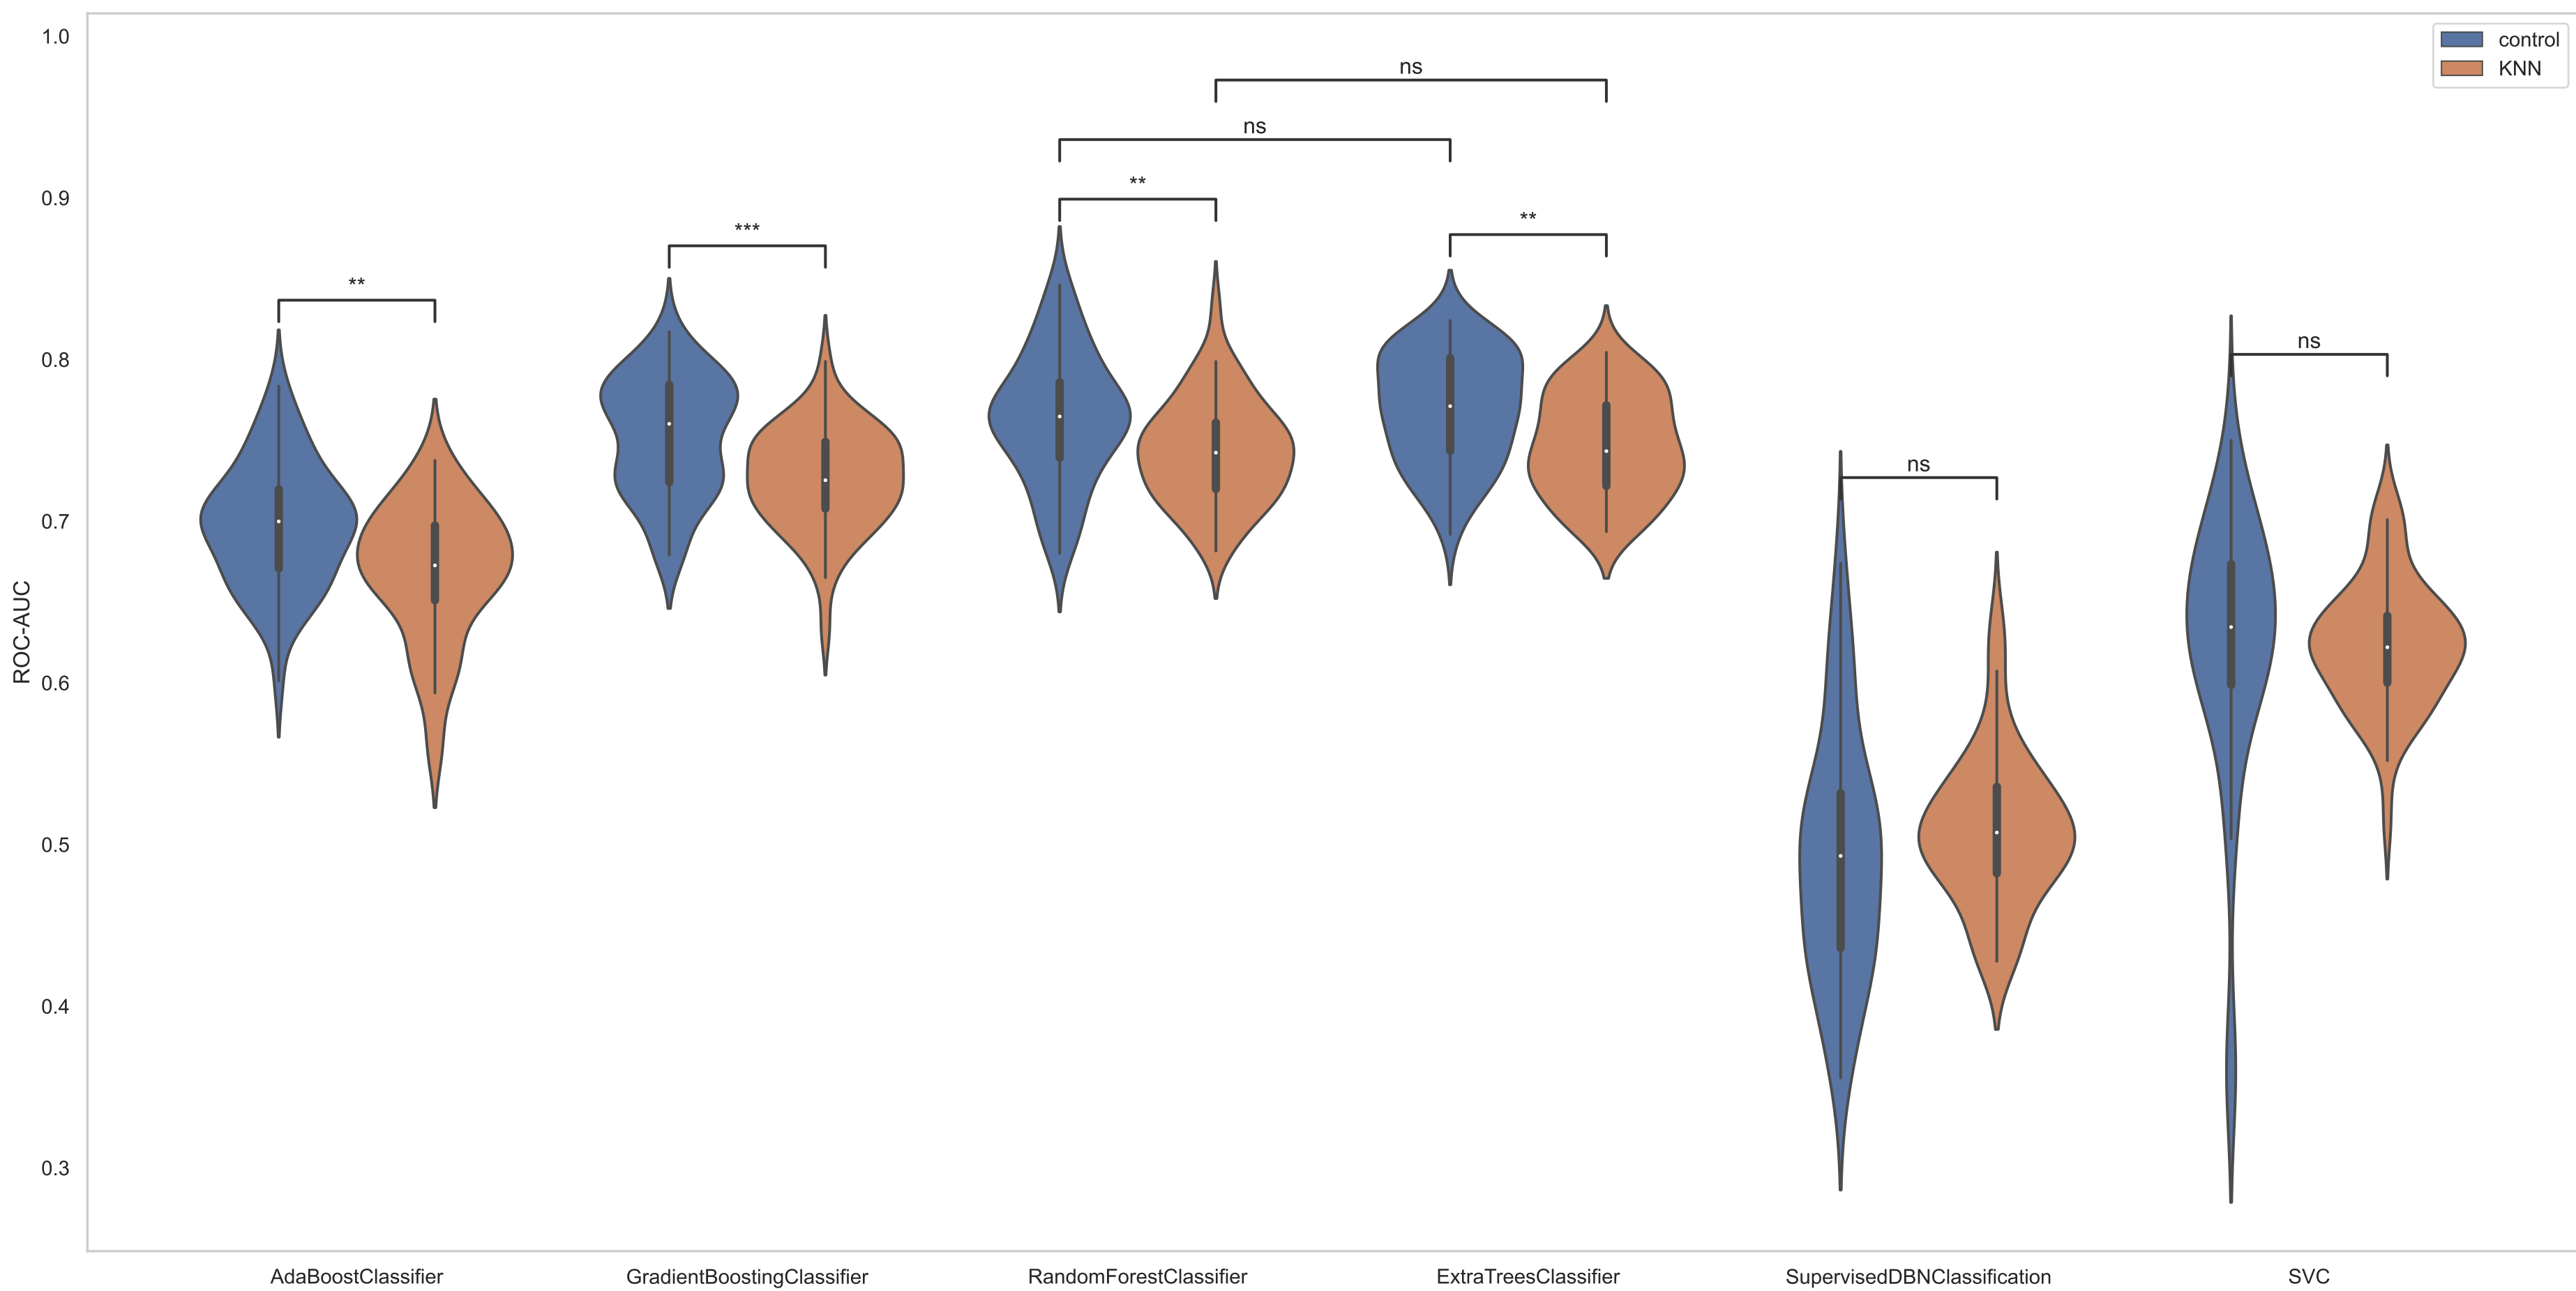 1.0
0.9
0.8
0.7
0.6
0.5
0.4
0.3
ROC-AUC
control
KNN
**
***
**
ns
ns
**
ns
ns
AdaBoostClassifier
GradientBoostingClassifier
RandomForestClassifier
ExtraTreesClassifier
SupervisedDBNClassification
SVC